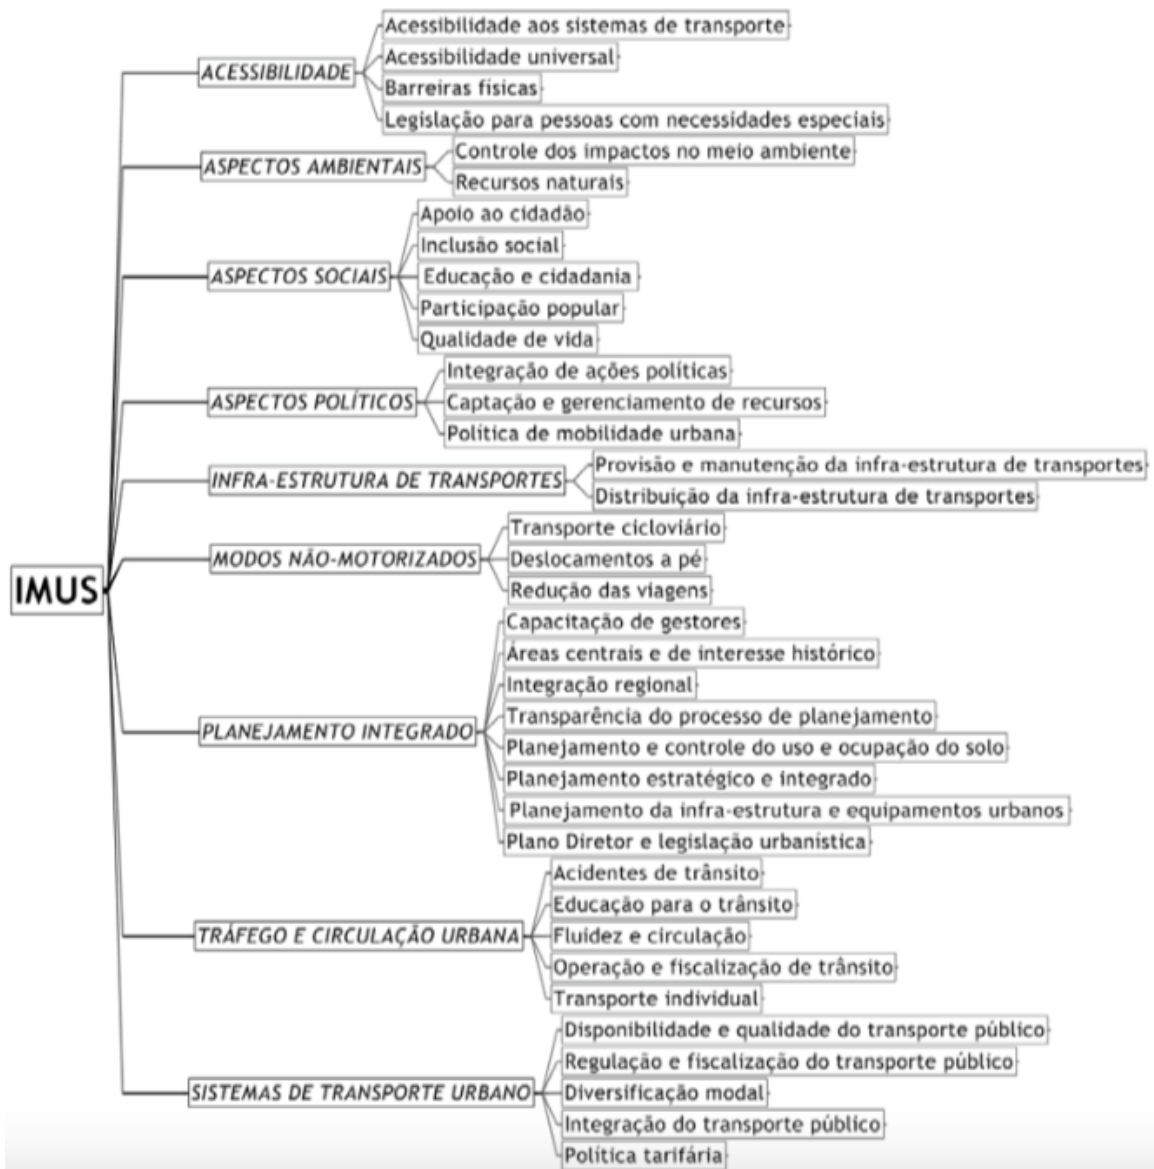 IMUS
ACESSIBILIDADE
Acessibilidade aos sistemas de transporte
Acessibilidade universal
Barreiras físicas
Legislação para pessoas com necessidades especiais
ASPECTOS AMBIENTAIS
Controle dos impactos no meio ambiente
Recursos naturais
ASPECTOS SOCIAIS
Apoio ao cidadão
Inclusão social
Educação e cidadania
Participação popular
Qualidade de vida
ASPECTOS POLÍTICOS
Integração de ações políticas
Captação e gerenciamento de recursos
Política de mobilidade urbana
INFRA-ESTRUTURA DE TRANSPORTES
Provisão e manutenção da infra-estrutura de transportes
Distribuição da infra-estrutura de transportes
MODOS NÃO-MOTORIZADOS
Transporte cicloviário
Deslocamentos a pé
Redução das viagens
PLANEJAMENTO INTEGRADO
Capacitação de gestores
Áreas centrais e de interesse histórico
Integração regional
Transparência do processo de planejamento
Planejamento e controle do uso e ocupação do solo
Planejamento estratégico e integrado
Planejamento da infra-estrutura e equipamentos urbanos
Plano Diretor e legislação urbanística
TRÁFEGO E CIRCULAÇÃO URBANA
Acidentes de trânsito
Educação para o trânsito
Fluidez e circulação
Operação e fiscalização de trânsito
Transporte individual
SISTEMAS DE TRANSPORTE URBANO
Disponibilidade e qualidade do transporte público
Regulação e fiscalização do transporte público
Diversificação modal
Integração do transporte público
Política tarifária